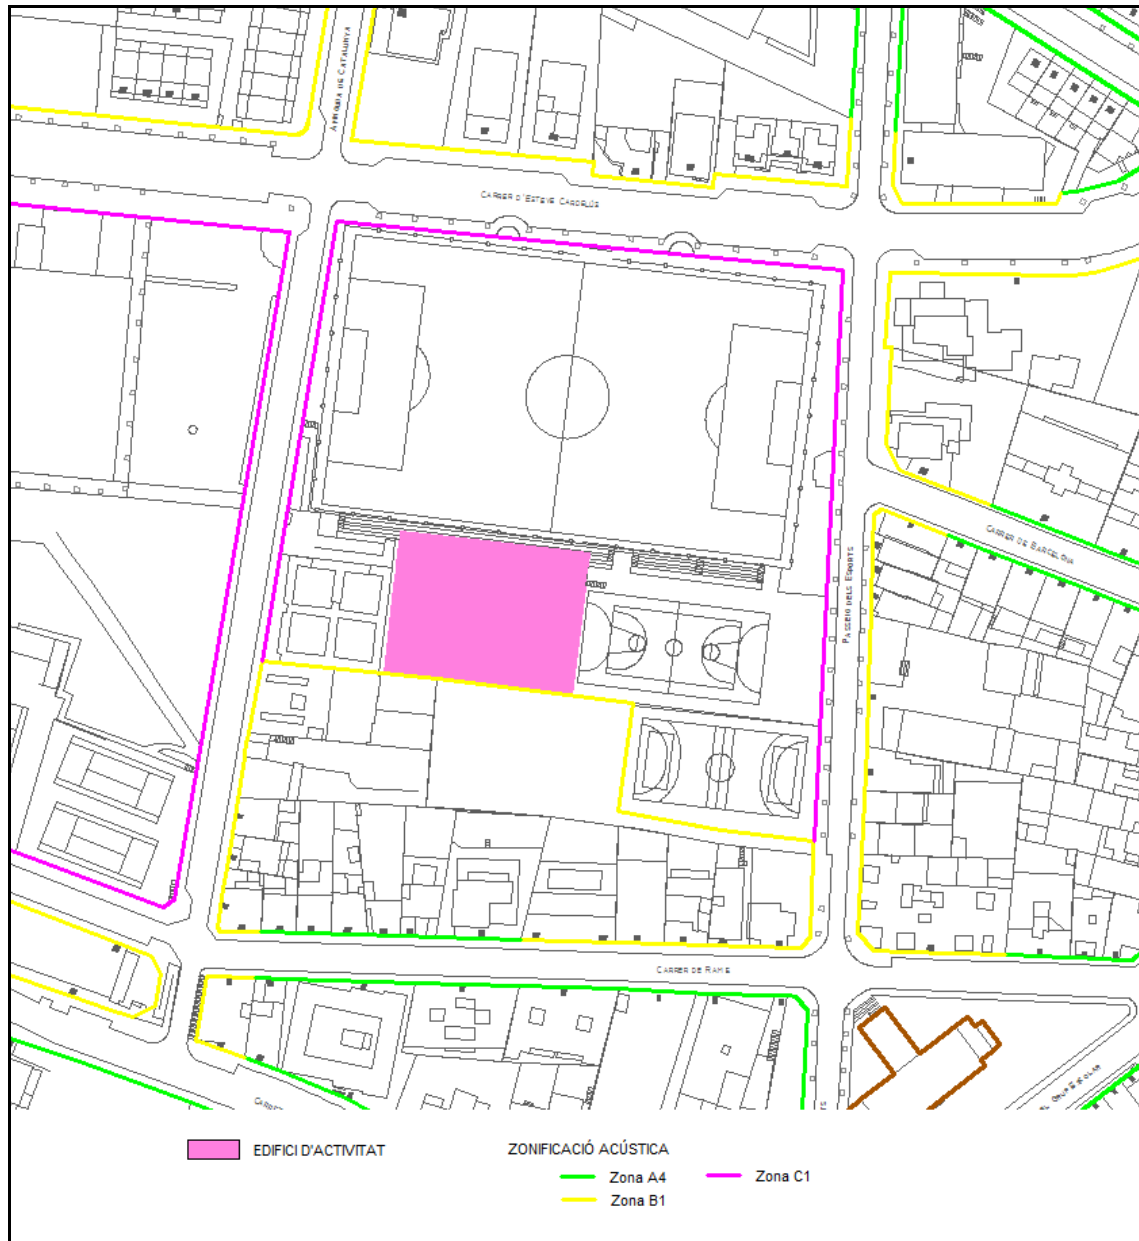 AVINGUDA DE CATALUNYA
CARRER D'ESTEVE CARDELÚS
CARRER DE BARCELONA
PASSEIG DELS ESPORTS
CARRER DE RAMIS
EDIFICI D'ACTIVITAT
ZONIFICACIÓ ACÚSTICA
Zona A4
Zona C1
Zona B1